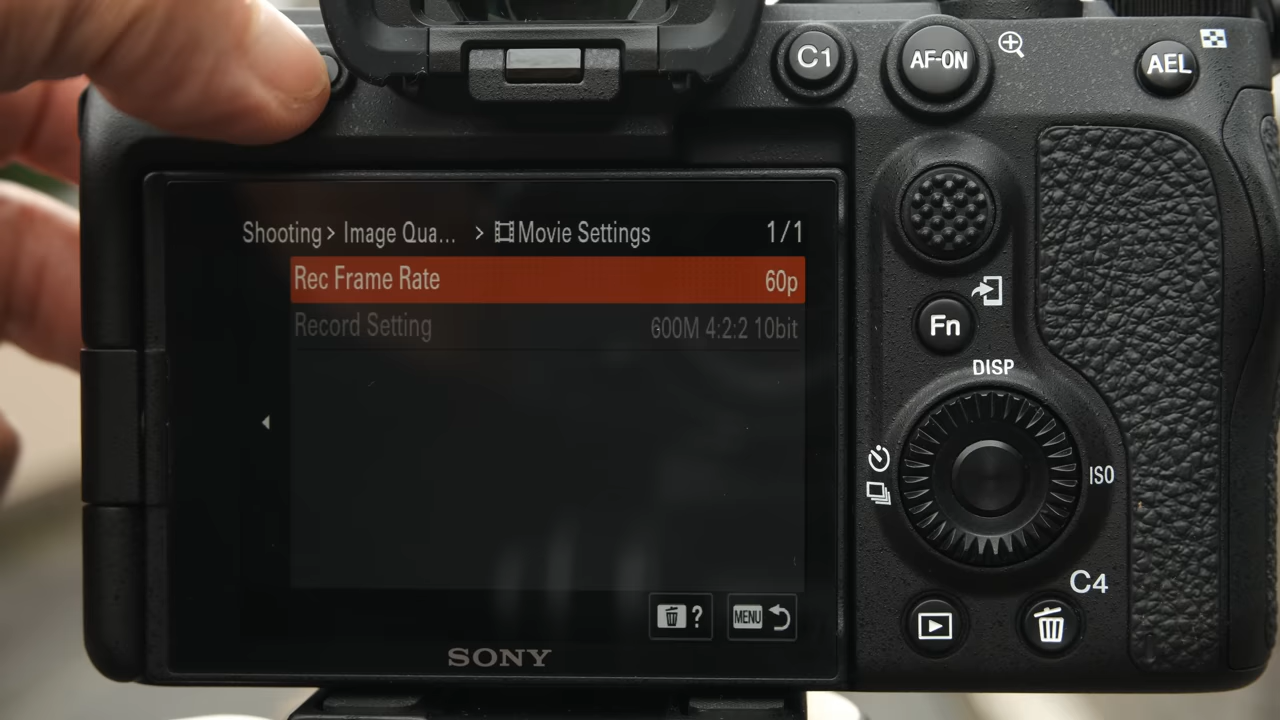 C1
AF-ON
AEL
Shooting> Image Qua... > Movie Settings 1/1
Rec Frame Rate 60p
Record Setting 600M 4:2:2 10bit
Fn
DISP
ISO
C4
? MENU
SONY